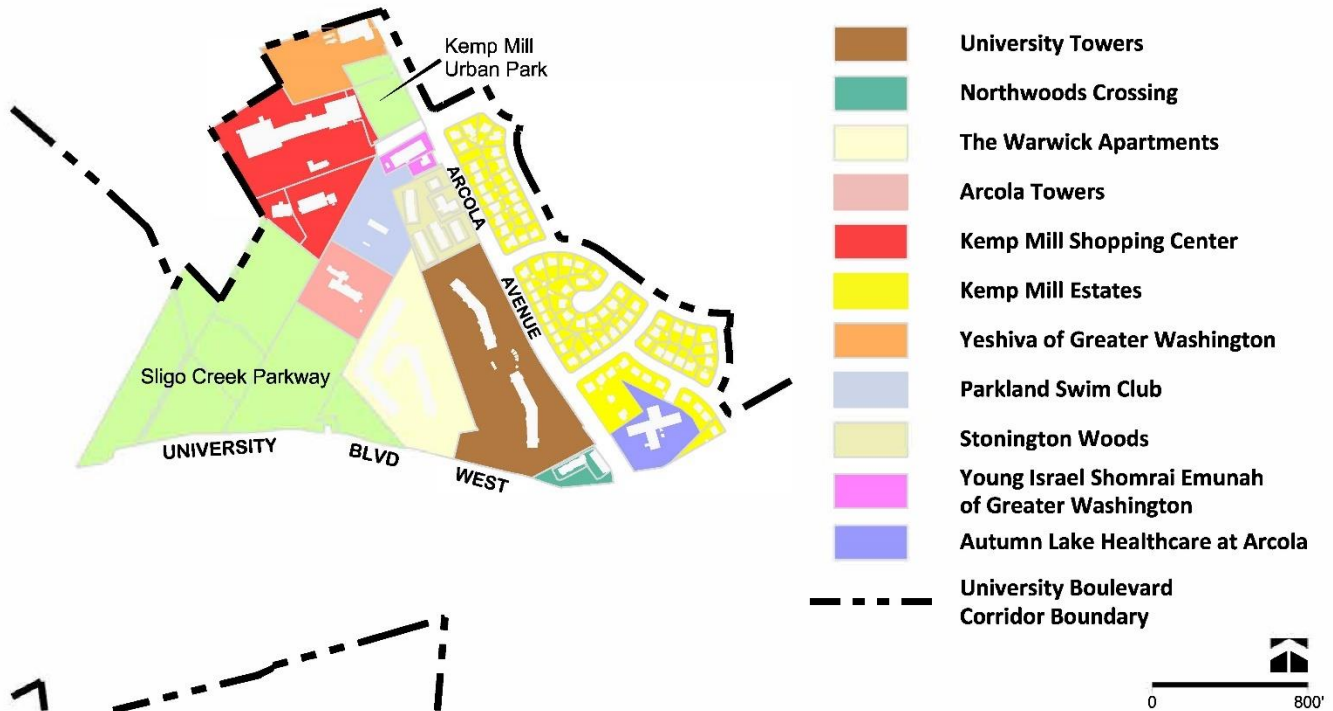 Kemp Mill
Urban Park
ARCOLA
AVENUE
Sligo Creek Parkway
UNIVERSITY
BLVD
WEST
University Towers
Northwoods Crossing
The Warwick Apartments
Arcola Towers
Kemp Mill Shopping Center
Kemp Mill Estates
Yeshiva of Greater Washington
Parkland Swim Club
Stonington Woods
Young Israel Shomrai Emunah
of Greater Washington
Autumn Lake Healthcare at Arcola
University Boulevard
Corridor Boundary
0 800'